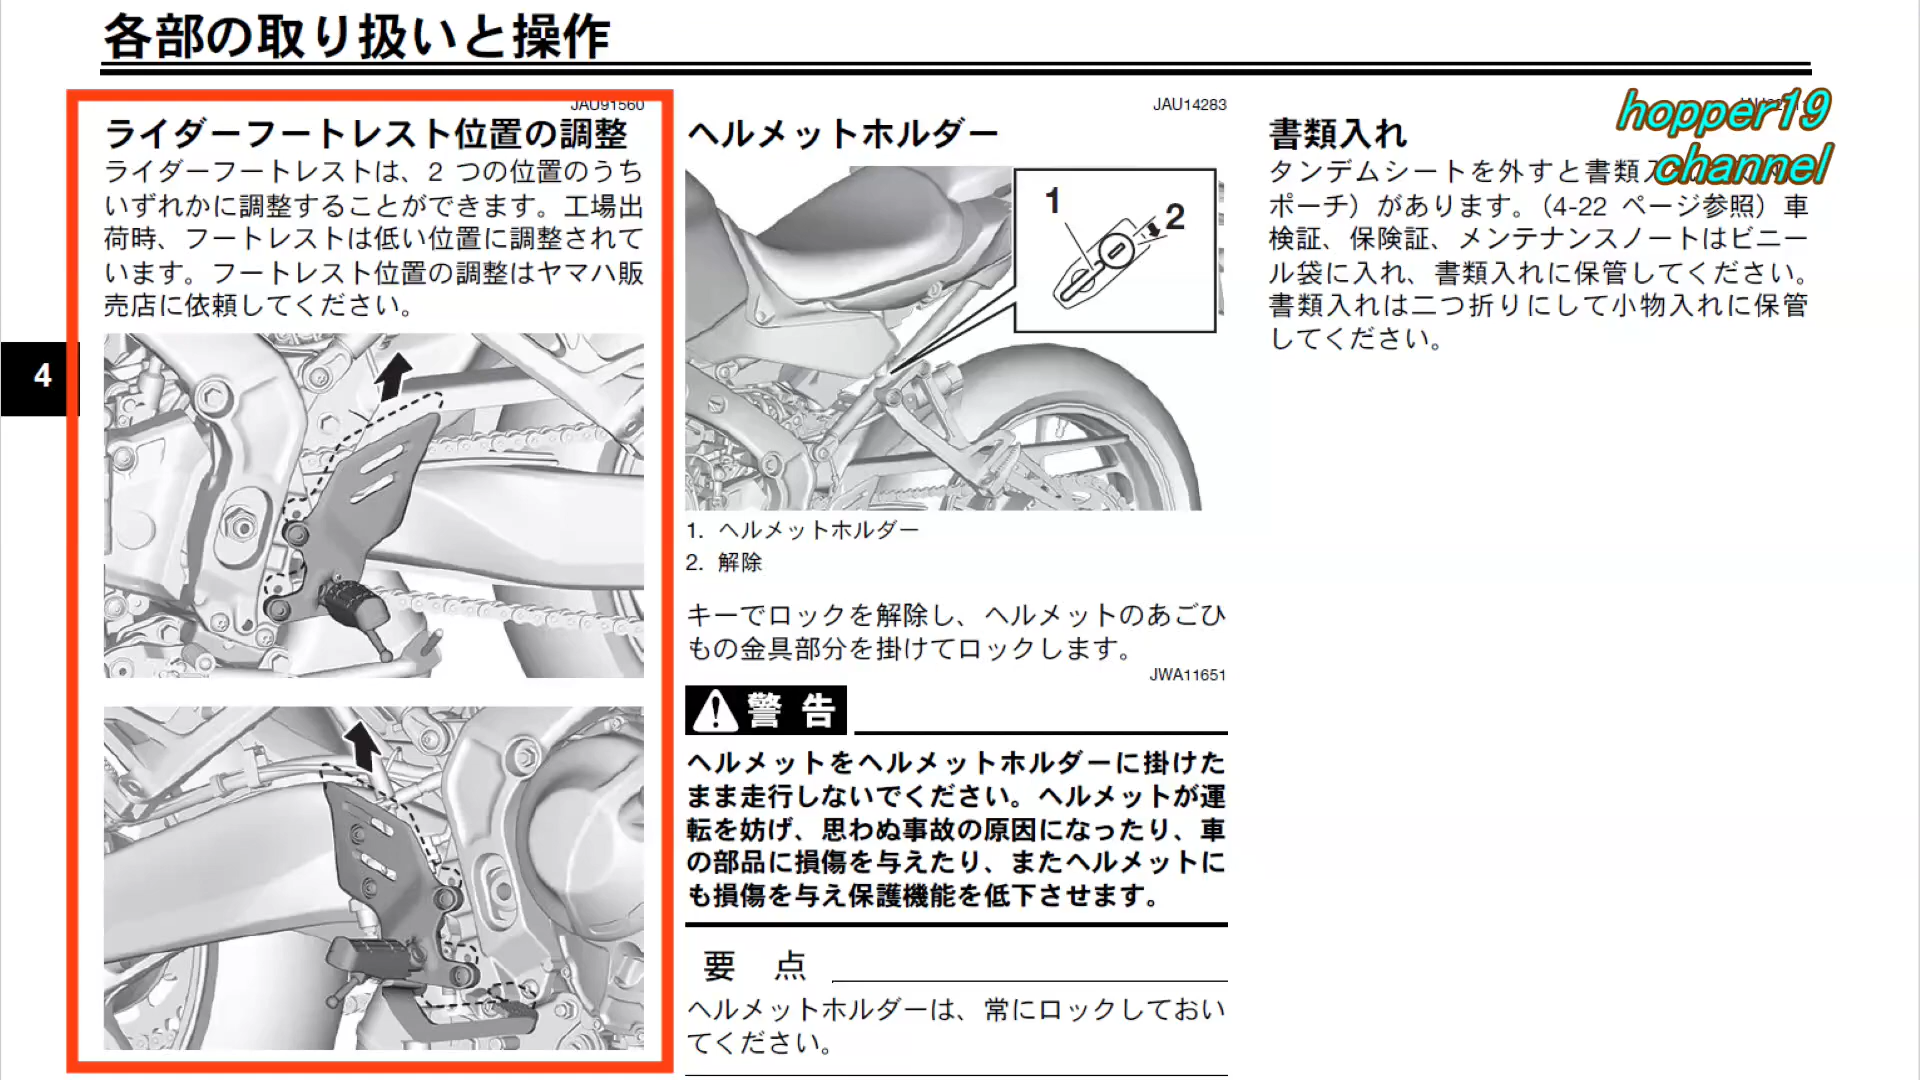 各部の取り扱いと操作
4
JAU91560
ライダーフートレスト位置の調整
ライダーフートレストは、2 つの位置のうち
いずれかに調整することができます。工場出
荷時、フートレストは低い位置に調整されて
います。フートレスト位置の調整はヤマハ販
売店に依頼してください。
JAU14283
ヘルメットホルダー
1
2
1. ヘルメットホルダー
2. 解除
キーでロックを解除し、ヘルメットのあごひ
もの金具部分を掛けてロックします。
JWA11651
警 告
ヘルメットをヘルメットホルダーに掛けた
まま走行しないでください。ヘルメットが運
転を妨げ、思わぬ事故の原因になったり、車
の部品に損傷を与えたり、またヘルメットに
も損傷を与え保護機能を低下させます。
要 点
ヘルメットホルダーは、常にロックしておい
てください。
hopper19
channel
書類入れ
タンデムシートを外すと書類入
ポーチ）があります。（4-22 ページ参照）車
検証、保険証、メンテナンスノートはビニー
ル袋に入れ、書類入れに保管してください。
書類入れは二つ折りにして小物入れに保管
してください。